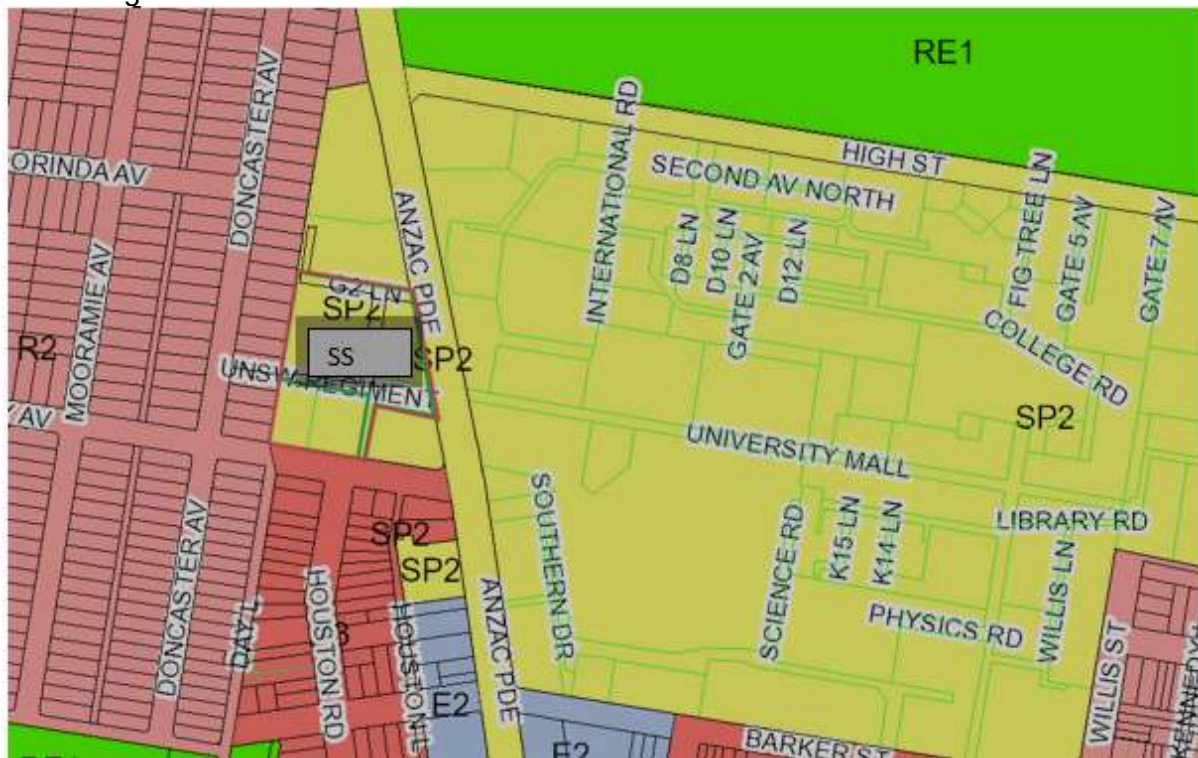 g
RE1
HIGH ST
INTERNATIONAL RD
SECOND AV NORTH
DONCASTER AV
ORINDA AV
MOORAMIE AV
ANZAC PDE
D8 LN
D10 LN
GATE 2 AV
D12 LN
FIG TREE LN
GATE 5 AV
GATE 7 AV
COLLEGE RD
G2 LN
SP2
SS
SP2
R2
UNSW REGIMENT
SP2
UNIVERSITY MALL
AV
SOUTHERN DR
SCIENCE RD
K15 LN
K14 LN
LIBRARY RD
WILLIS LN
PHYSICS RD
SP2
SP2
DONCASTER AV
DAY L
HOUSTON RD
HOUSTON L
ANZAC PDE
E2
E2
BARKER ST
WILLIS ST
KENNEDY